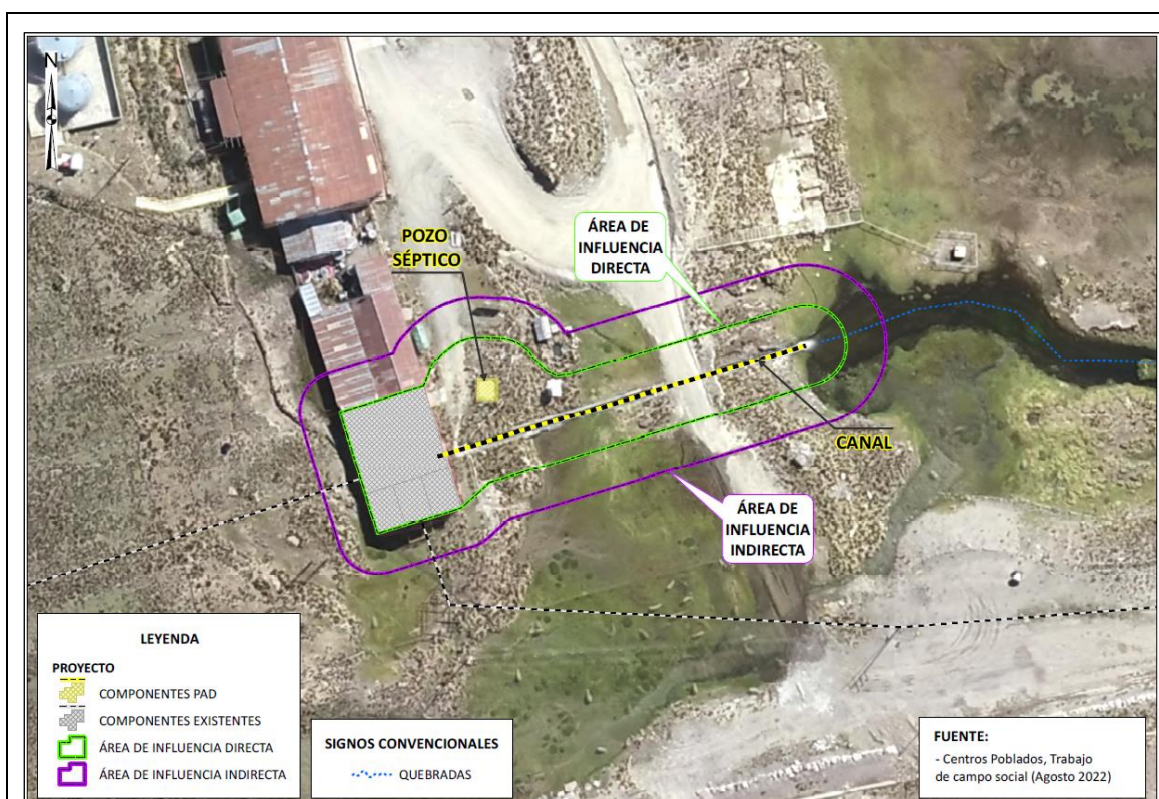 N
POZO
SÉPTICO
ÁREA DE
INFLUENCIA
DIRECTA
CANAL
ÁREA DE
INFLUENCIA
INDIRECTA
LEYENDA
PROYECTO
COMPONENTES PAD
COMPONENTES EXISTENTES
ÁREA DE INFLUENCIA DIRECTA
ÁREA DE INFLUENCIA INDIRECTA
SIGNOS CONVENCIONALES
QUEBRADAS
FUENTE:
- Centros Poblados, Trabajo
de campo social (Agosto 2022)